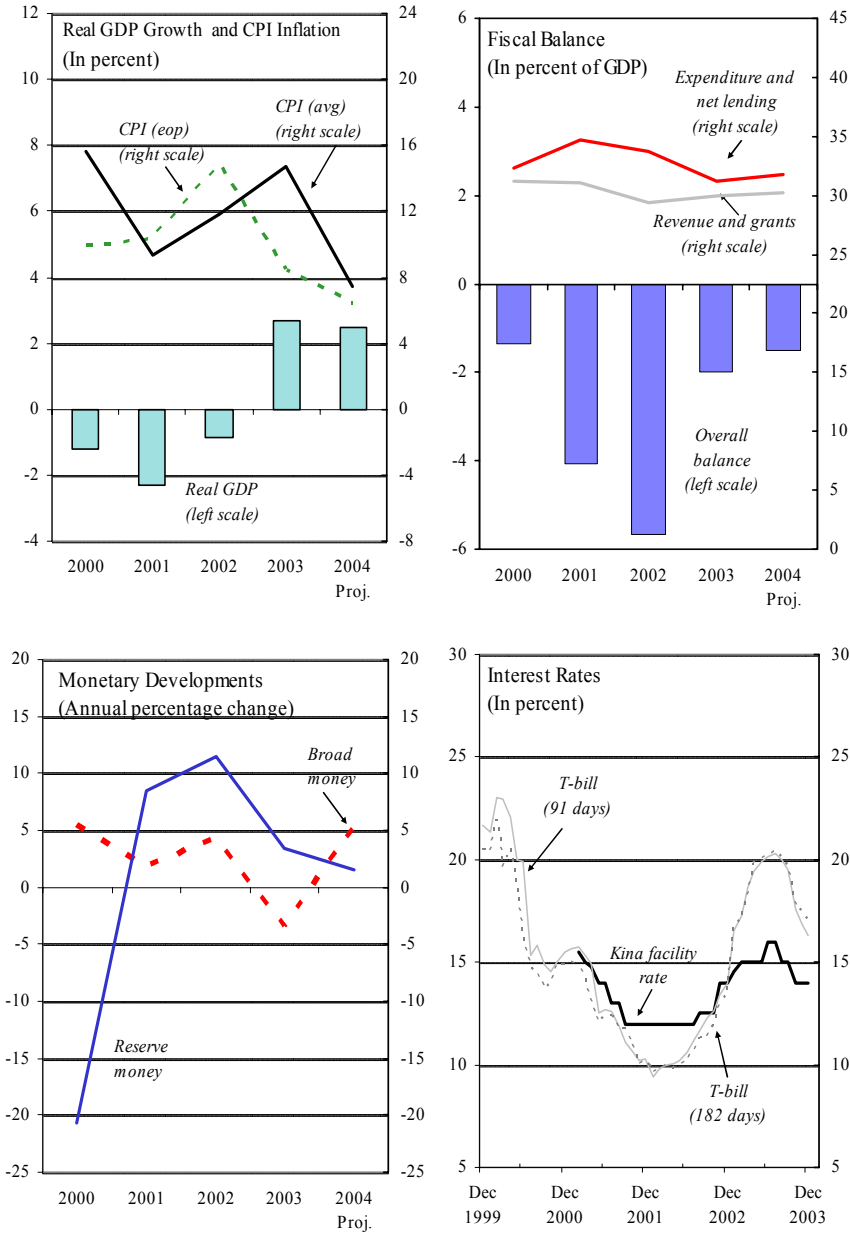 Real GDP Growth and CPI Inflation
(In percent)
12
10
8
6
4
2
0
-2
-4
24
20
16
12
8
4
0
-4
-8
CPI (eop)
(right scale)
CPI (avg)
(right scale)
Real GDP
(left scale)
2000 2001 2002 2003 2004
Proj.
Fiscal Balance
(In percent of GDP)
6
4
2
0
-2
-4
-6
45
40
35
30
25
20
15
10
5
0
Expenditure and
net lending
(right scale)
Revenue and grants
(right scale)
Overall
balance
(left scale)
2000 2001 2002 2003 2004
Proj.
Monetary Developments
(Annual percentage change)
20
15
10
5
0
-5
-10
-15
-20
-25
20
15
10
5
0
-5
-10
-15
-20
-25
Broad
money
Reserve
money
2000 2001 2002 2003 2004
Proj.
Interest Rates
(In percent)
30
25
20
15
10
5
30
25
20
15
10
5
T-bill
(91 days)
Kina facility
rate
T-bill
(182 days)
Dec Dec Dec Dec Dec
1999 2000 2001 2002 2003